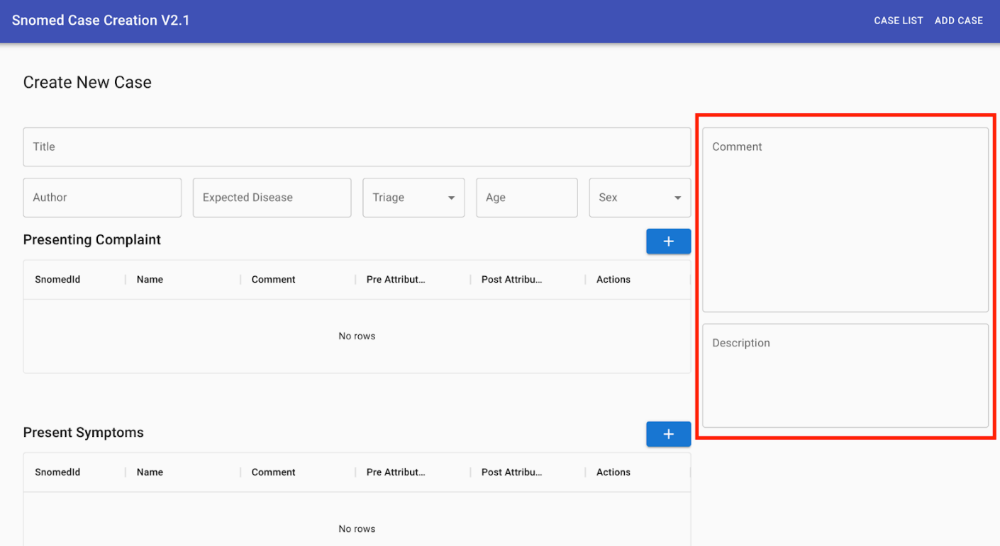 Snomed Case Creation V2.1
CASE LIST ADD CASE
Create New Case
Title
Author Expected Disease Triage Age Sex
Presenting Complaint
+
SnomedId Name Comment Pre Attribut... Post Attribu... Actions
No rows
Present Symptoms
+
SnomedId Name Comment Pre Attribut... Post Attribu... Actions
No rows
Comment
Description